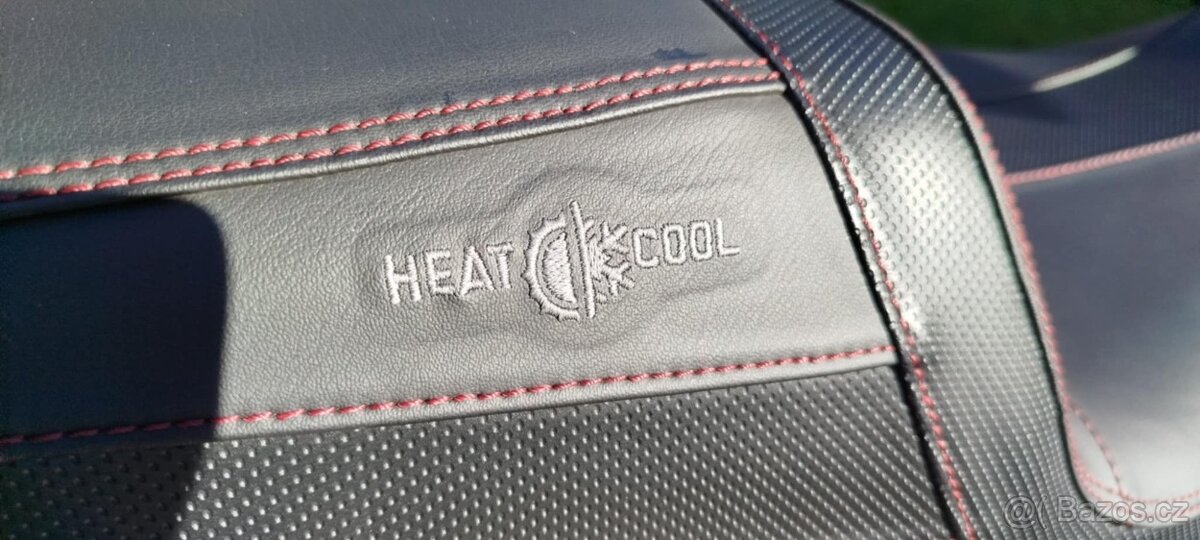 HEAT COOL
@ Bazos.cz